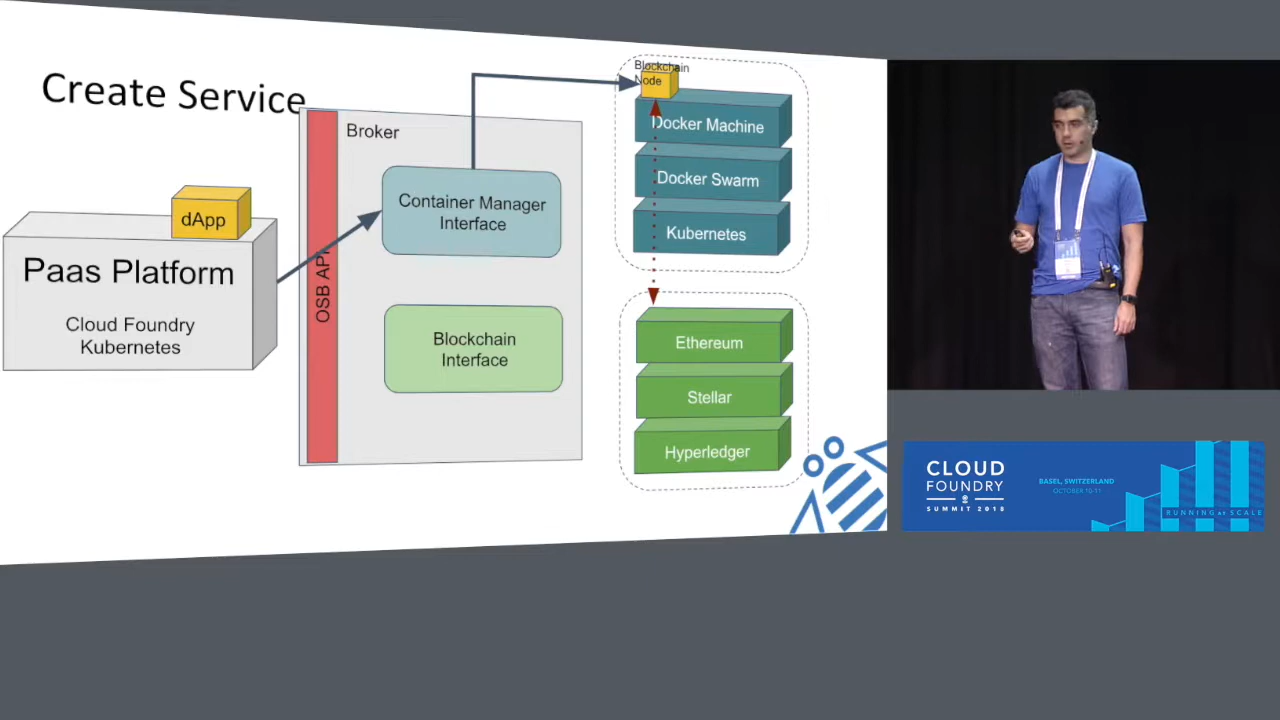 Create Service
dApp
Paas Platform
Cloud Foundry
Kubernetes
OSB API
Broker
Container Manager
Interface
Blockchain
Interface
Blockchain
Node
Docker Machine
Docker Swarm
Kubernetes
Ethereum
Stellar
Hyperledger
CLOUD
FOUNDRY
SUMMIT 2018
BASEL, SWITZERLAND
OCTOBER 10-11
RUNNING AT SCALE